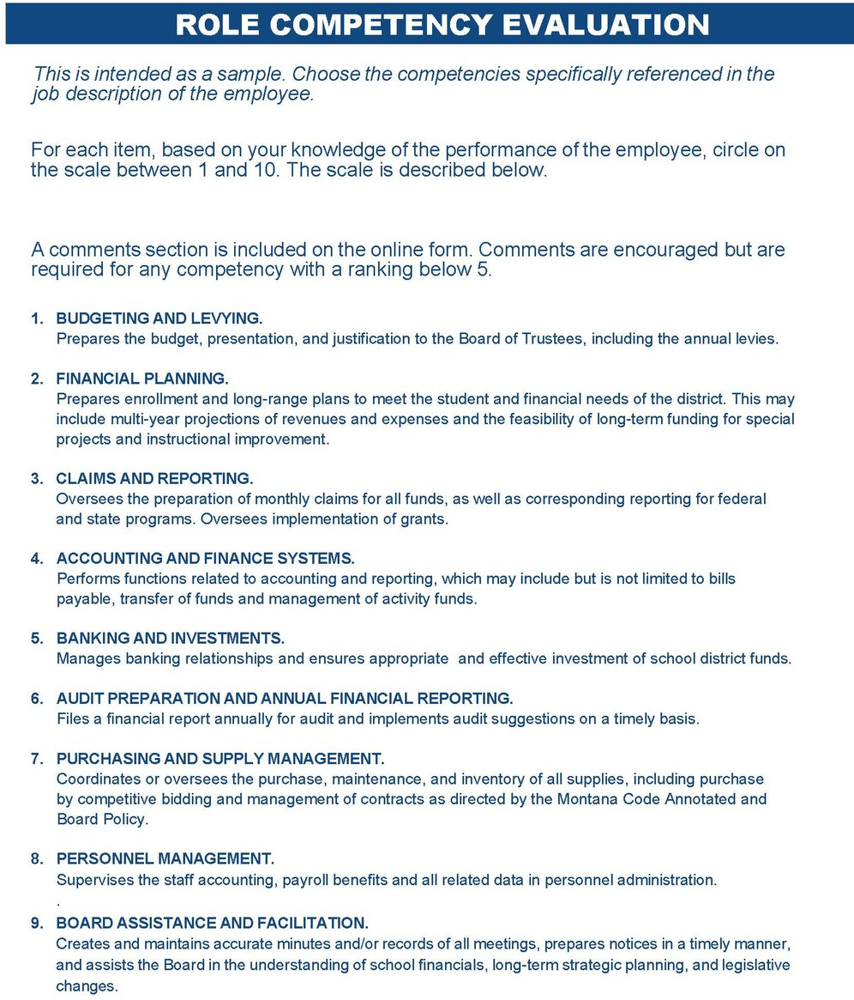 ROLE COMPETENCY EVALUATION
This is intended as a sample. Choose the competencies specifically referenced in the
job description of the employee.
For each item, based on your knowledge of the performance of the employee, circle on
the scale between 1 and 10. The scale is described below.
A comments section is included on the online form. Comments are encouraged but are
required for any competency with a ranking below 5.
1. BUDGETING AND LEVYING.
Prepares the budget, presentation, and justification to the Board of Trustees, including the annual levies.
2. FINANCIAL PLANNING.
Prepares enrollment and long-range plans to meet the student and financial needs of the district. This may
include multi-year projections of revenues and expenses and the feasibility of long-term funding for special
projects and instructional improvement.
3. CLAIMS AND REPORTING.
Oversees the preparation of monthly claims for all funds, as well as corresponding reporting for federal
and state programs. Oversees implementation of grants.
4. ACCOUNTING AND FINANCE SYSTEMS.
Performs functions related to accounting and reporting, which may include but is not limited to bills
payable, transfer of funds and management of activity funds.
5. BANKING AND INVESTMENTS.
Manages banking relationships and ensures appropriate  and effective investment of school district funds.
6. AUDIT PREPARATION AND ANNUAL FINANCIAL REPORTING.
Files a financial report annually for audit and implements audit suggestions on a timely basis.
7. PURCHASING AND SUPPLY MANAGEMENT.
Coordinates or oversees the purchase, maintenance, and inventory of all supplies, including purchase
by competitive bidding and management of contracts as directed by the Montana Code Annotated and
Board Policy.
8. PERSONNEL MANAGEMENT.
Supervises the staff accounting, payroll benefits and all related data in personnel administration.
.
9. BOARD ASSISTANCE AND FACILITATION.
Creates and maintains accurate minutes and/or records of all meetings, prepares notices in a timely manner,
and assists the Board in the understanding of school financials, long-term strategic planning, and legislative
changes.